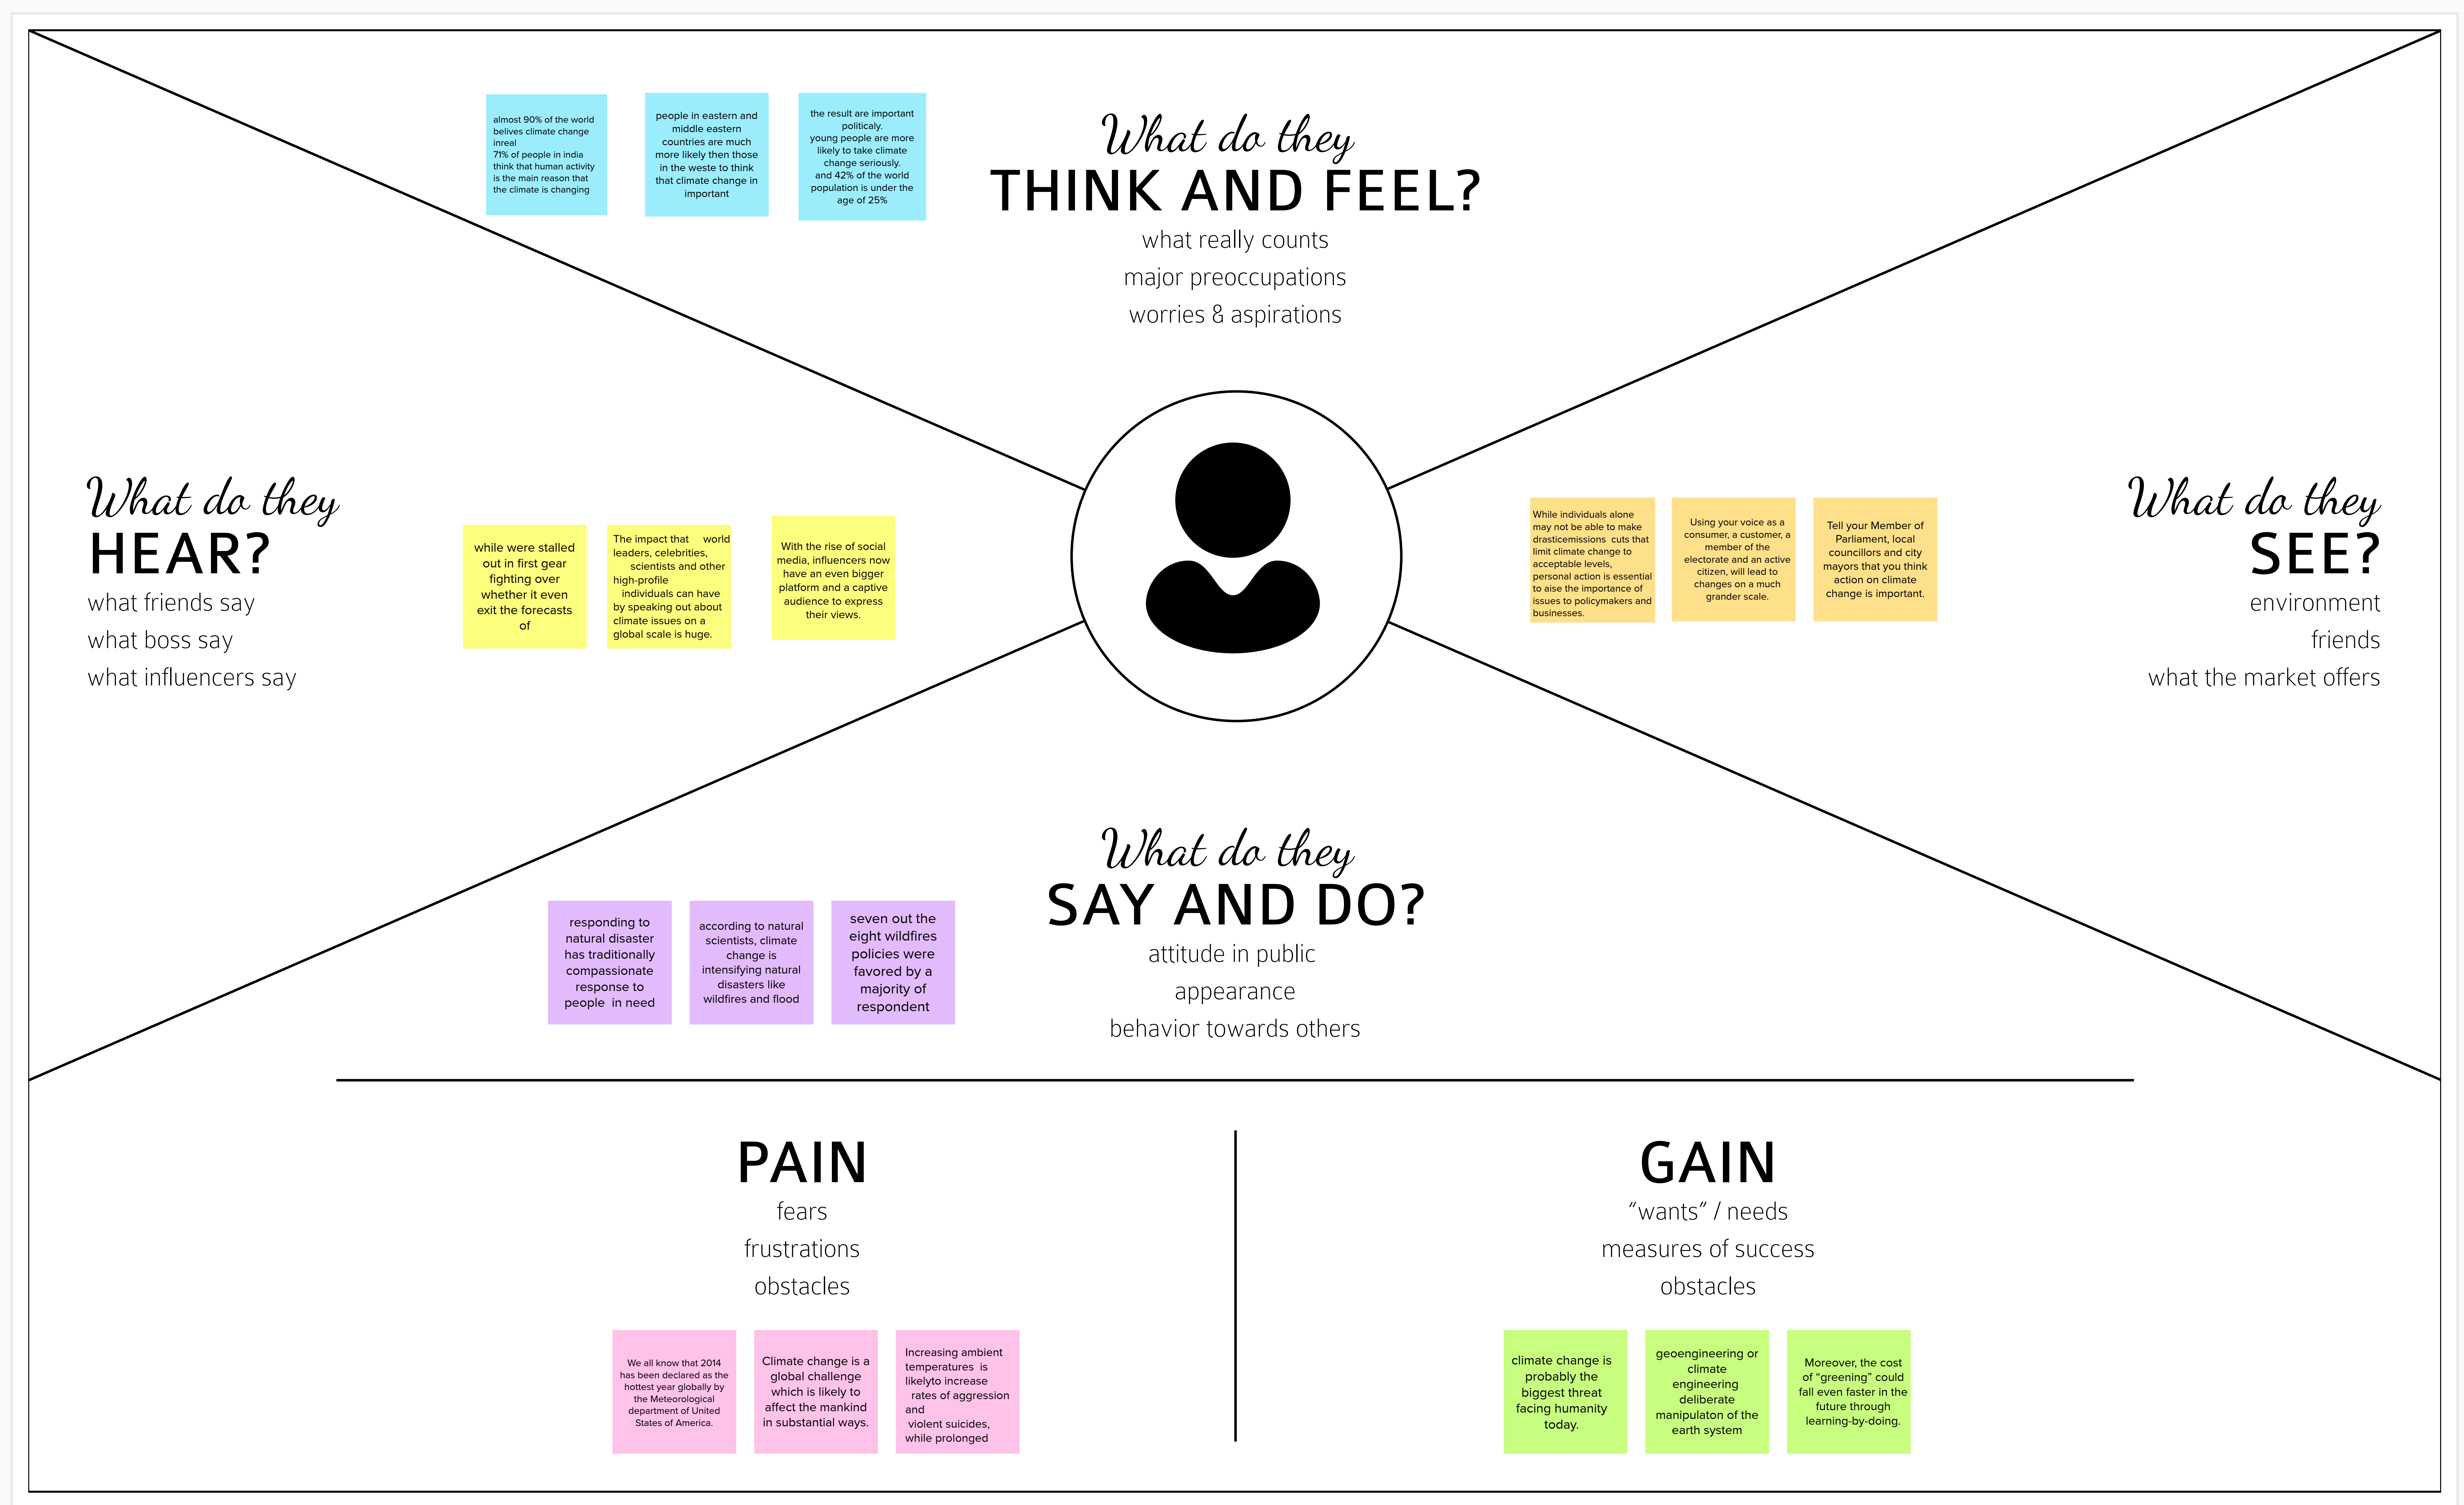 almost 90% of the world
belives climate change
inreal
71% of people in india
think that human activity
is the main reason that
the climate is changing
people in eastern and
middle eastern
countries are much
more likely then those
in the weste to think
that climate change in
important
the result are important
politicaly.
young people are more
likely to take climate
change seriously.
and 42% of the world
population is under the
age of 25%
What do they
THINK AND FEEL?
what really counts
major preoccupations
worries & aspirations
What do they
HEAR?
what friends say
what boss say
what influencers say
while were stalled
out in first gear
fighting over
whether it even
exit the forecasts
of
The impact that world
leaders, celebrities,
scientists and other
high-profile
individuals can have
by speaking out about
climate issues on a
global scale is huge.
With the rise of social
media, influencers now
have an even bigger
platform and a captive
audience to express
their views.
While individuals alone
may not be able to make
drasticemissions cuts that
limit climate change to
acceptable levels,
personal action is essential
to aise the importance of
issues to policymakers and
businesses.
Using your voice as a
consumer, a customer, a
member of the
electorate and an active
citizen, will lead to
changes on a much
grander scale.
Tell your Member of
Parliament, local
councillors and city
mayors that you think
action on climate
change is important.
What do they
SEE?
environment
friends
what the market offers
What do they
SAY AND DO?
attitude in public
appearance
behavior towards others
responding to
natural disaster
has traditionally
compassionate
response to
people in need
according to natural
scientists, climate
change is
intensifying natural
disasters like
wildfires and flood
seven out the
eight wildfires
policies were
favored by a
majority of
respondent
PAIN
fears
frustrations
obstacles
We all know that 2014
has been declared as the
hottest year globally by
the Meteorological
department of United
States of America.
Climate change is a
global challenge
which is likely to
affect the mankind
in substantial ways.
Increasing ambient
temperatures is
likelyto increase
rates of aggression
and
violent suicides,
while prolonged
GAIN
“wants” / needs
measures of success
obstacles
climate change is
probably the
biggest threat
facing humanity
today.
geoengineering or
climate
engineering
deliberate
manipulaton of the
earth system
Moreover, the cost
of “greening” could
fall even faster in the
future through
learning-by-doing.